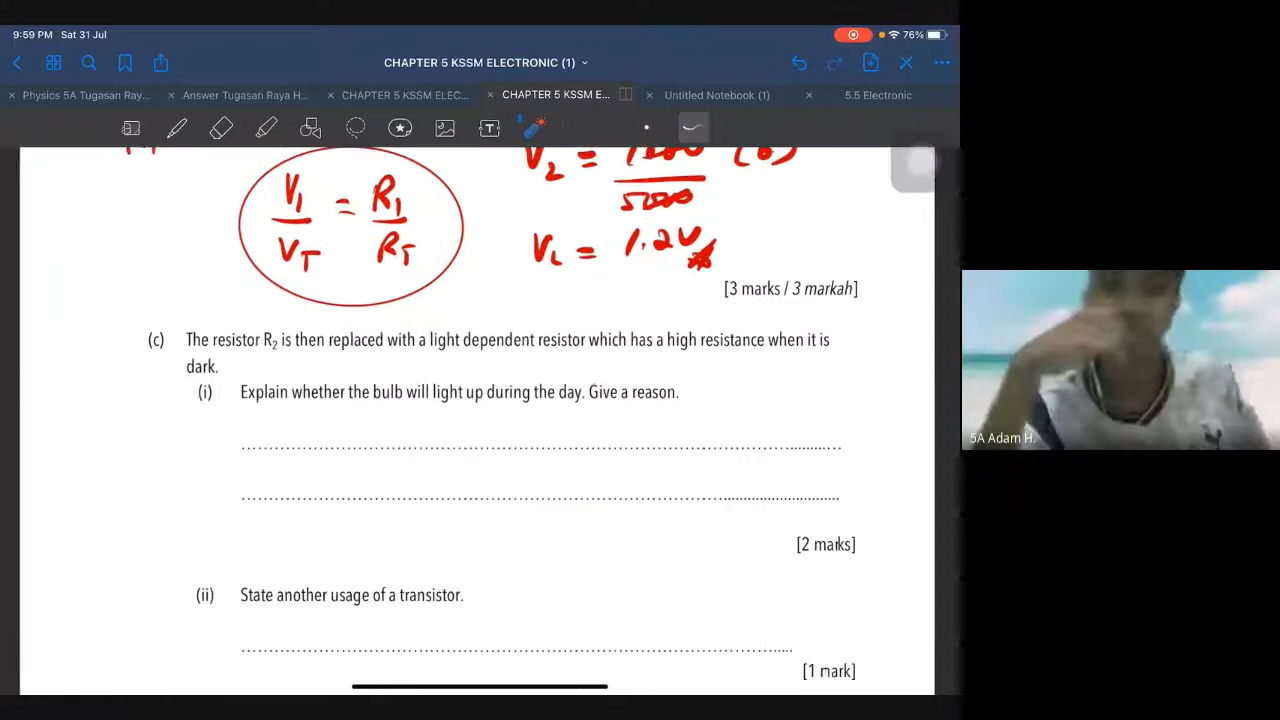 9:59 PM Sat 31 Jul
76%
CHAPTER 5 KSSM ELECTRONIC (1)
Physics 5A Tugasan Ray...
Answer Tugasan Raya H...
CHAPTER 5 KSSM ELEC...
CHAPTER 5 KSSM E...
Untitled Notebook (1)
5.5 Electronic
V1 / VT = R1 / RT
V2 =
VL = 1.2V
[3 marks / 3 markah]
(c) The resistor R2 is then replaced with a light dependent resistor which has a high resistance when it is
dark.
(i) Explain whether the bulb will light up during the day. Give a reason.
[2 marks]
(ii) State another usage of a transistor.
[1 mark]
5A Adam H.